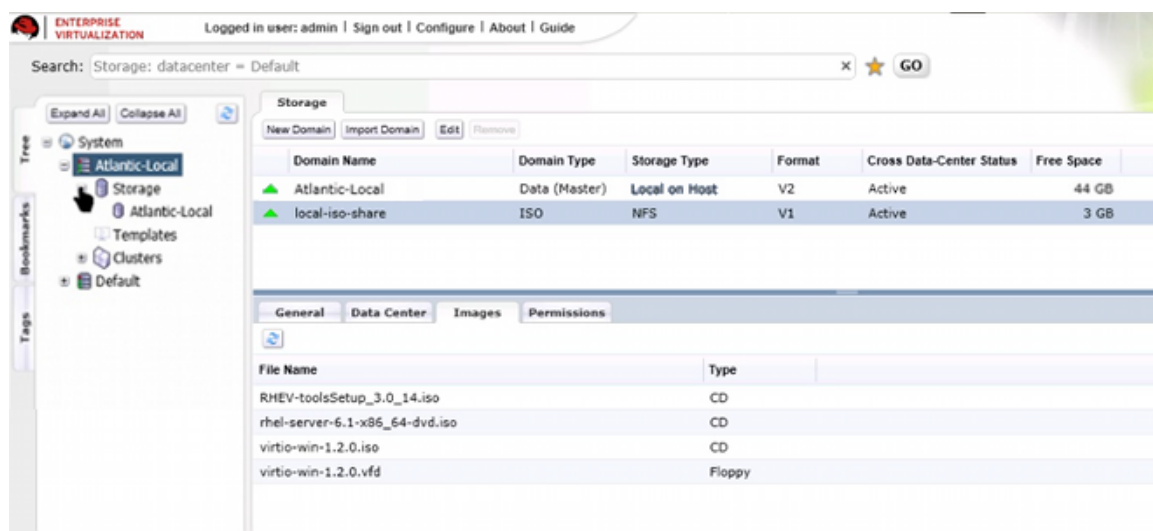 ENTERPRISE
VIRTUALIZATION
Logged in user: admin | Sign out | Configure | About | Guide
Search: Storage: datacenter = Default x GO
Expand All Collapse All
Tree
Bookmarks
Tags
System
Atlantic-Local
Storage
Atlantic-Local
Templates
Clusters
Default
Storage
New Domain Import Domain Edit Remove
Domain Name Domain Type Storage Type Format Cross Data-Center Status Free Space
Atlantic-Local Data (Master) Local on Host V2 Active 44 GB
local-iso-share ISO NFS V1 Active 3 GB
General Data Center Images Permissions
File Name Type
RHEV-toolsSetup_3.0_14.iso CD
rhel-server-6.1-x86_64-dvd.iso CD
virtio-win-1.2.0.iso CD
virtio-win-1.2.0.vfd Floppy